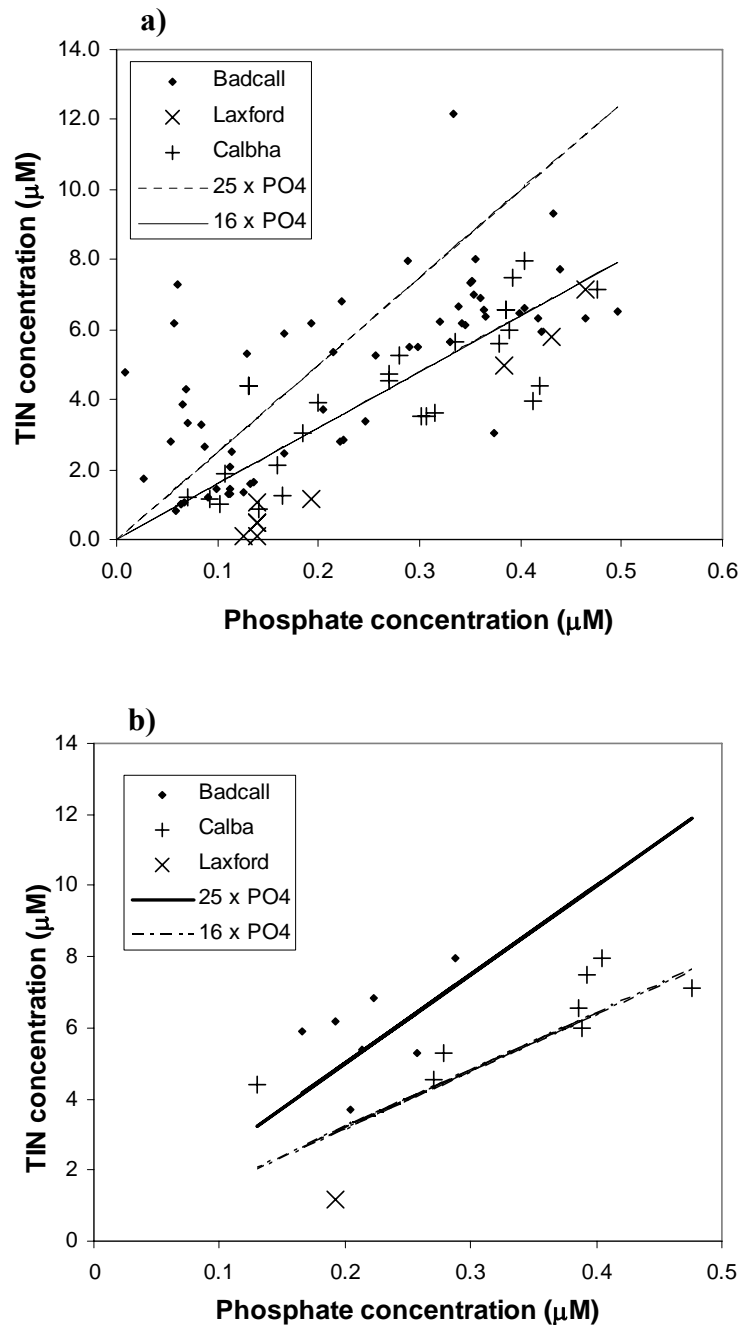 a)
14.0
12.0
10.0
8.0
6.0
4.0
2.0
0.0
TIN concentration (μM)
Badcall
Laxford
Calbha
25 x PO4
16 x PO4
0.0 0.1 0.2 0.3 0.4 0.5 0.6
Phosphate concentration (μM)
b)
14
12
10
8
6
4
2
0
TIN concentration (μM)
Badcall
Calba
Laxford
25 x PO4
16 x PO4
0 0.1 0.2 0.3 0.4 0.5
Phosphate concentration (μM)